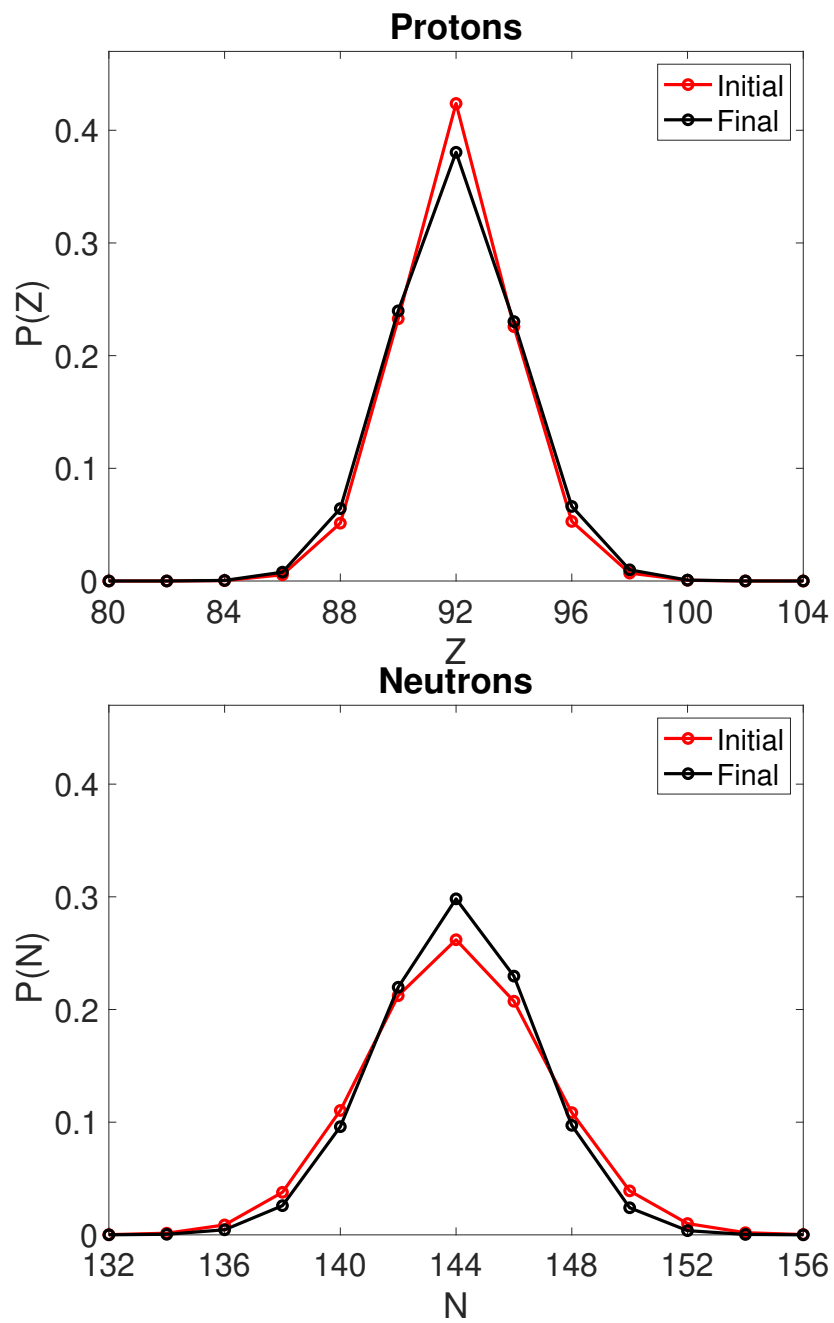 Protons
Initial
Final
0.4
0.3
0.2
0.1
0
P(Z)
80 84 88 92 96 100 104
Z
Neutrons
Initial
Final
0.4
0.3
0.2
0.1
0
P(N)
132 136 140 144 148 152 156
N